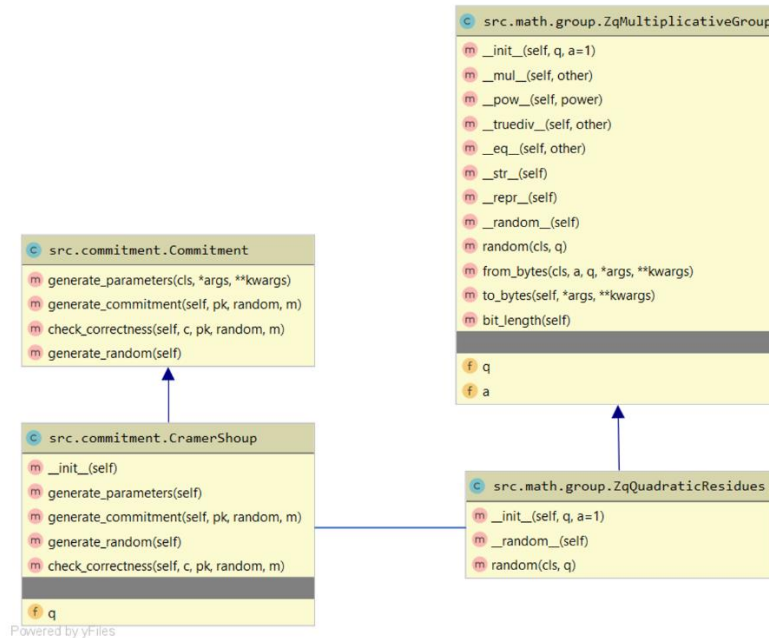 c src.math.group.ZqMultiplicativeGroup
m __init__(self, q, a=1)
m __mul__(self, other)
m __pow__(self, power)
m __truediv__(self, other)
m __eq__(self, other)
m __str__(self)
m __repr__(self)
m __random__(self)
m random(cls, q)
m from_bytes(cls, a, q, *args, **kwargs)
m to_bytes(self, *args, **kwargs)
m bit_length(self)
f q
f a
c src.commitment.Commitment
m generate_parameters(cls, *args, **kwargs)
m generate_commitment(self, pk, random, m)
m check_correctness(self, c, pk, random, m)
m generate_random(self)
c src.commitment.CramerShoup
m __init__(self)
m generate_parameters(self)
m generate_commitment(self, pk, random, m)
m generate_random(self)
m check_correctness(self, c, pk, random, m)
f q
c src.math.group.ZqQuadraticResidues
m __init__(self, q, a=1)
m __random__(self)
m random(cls, q)
Powered by yFiles